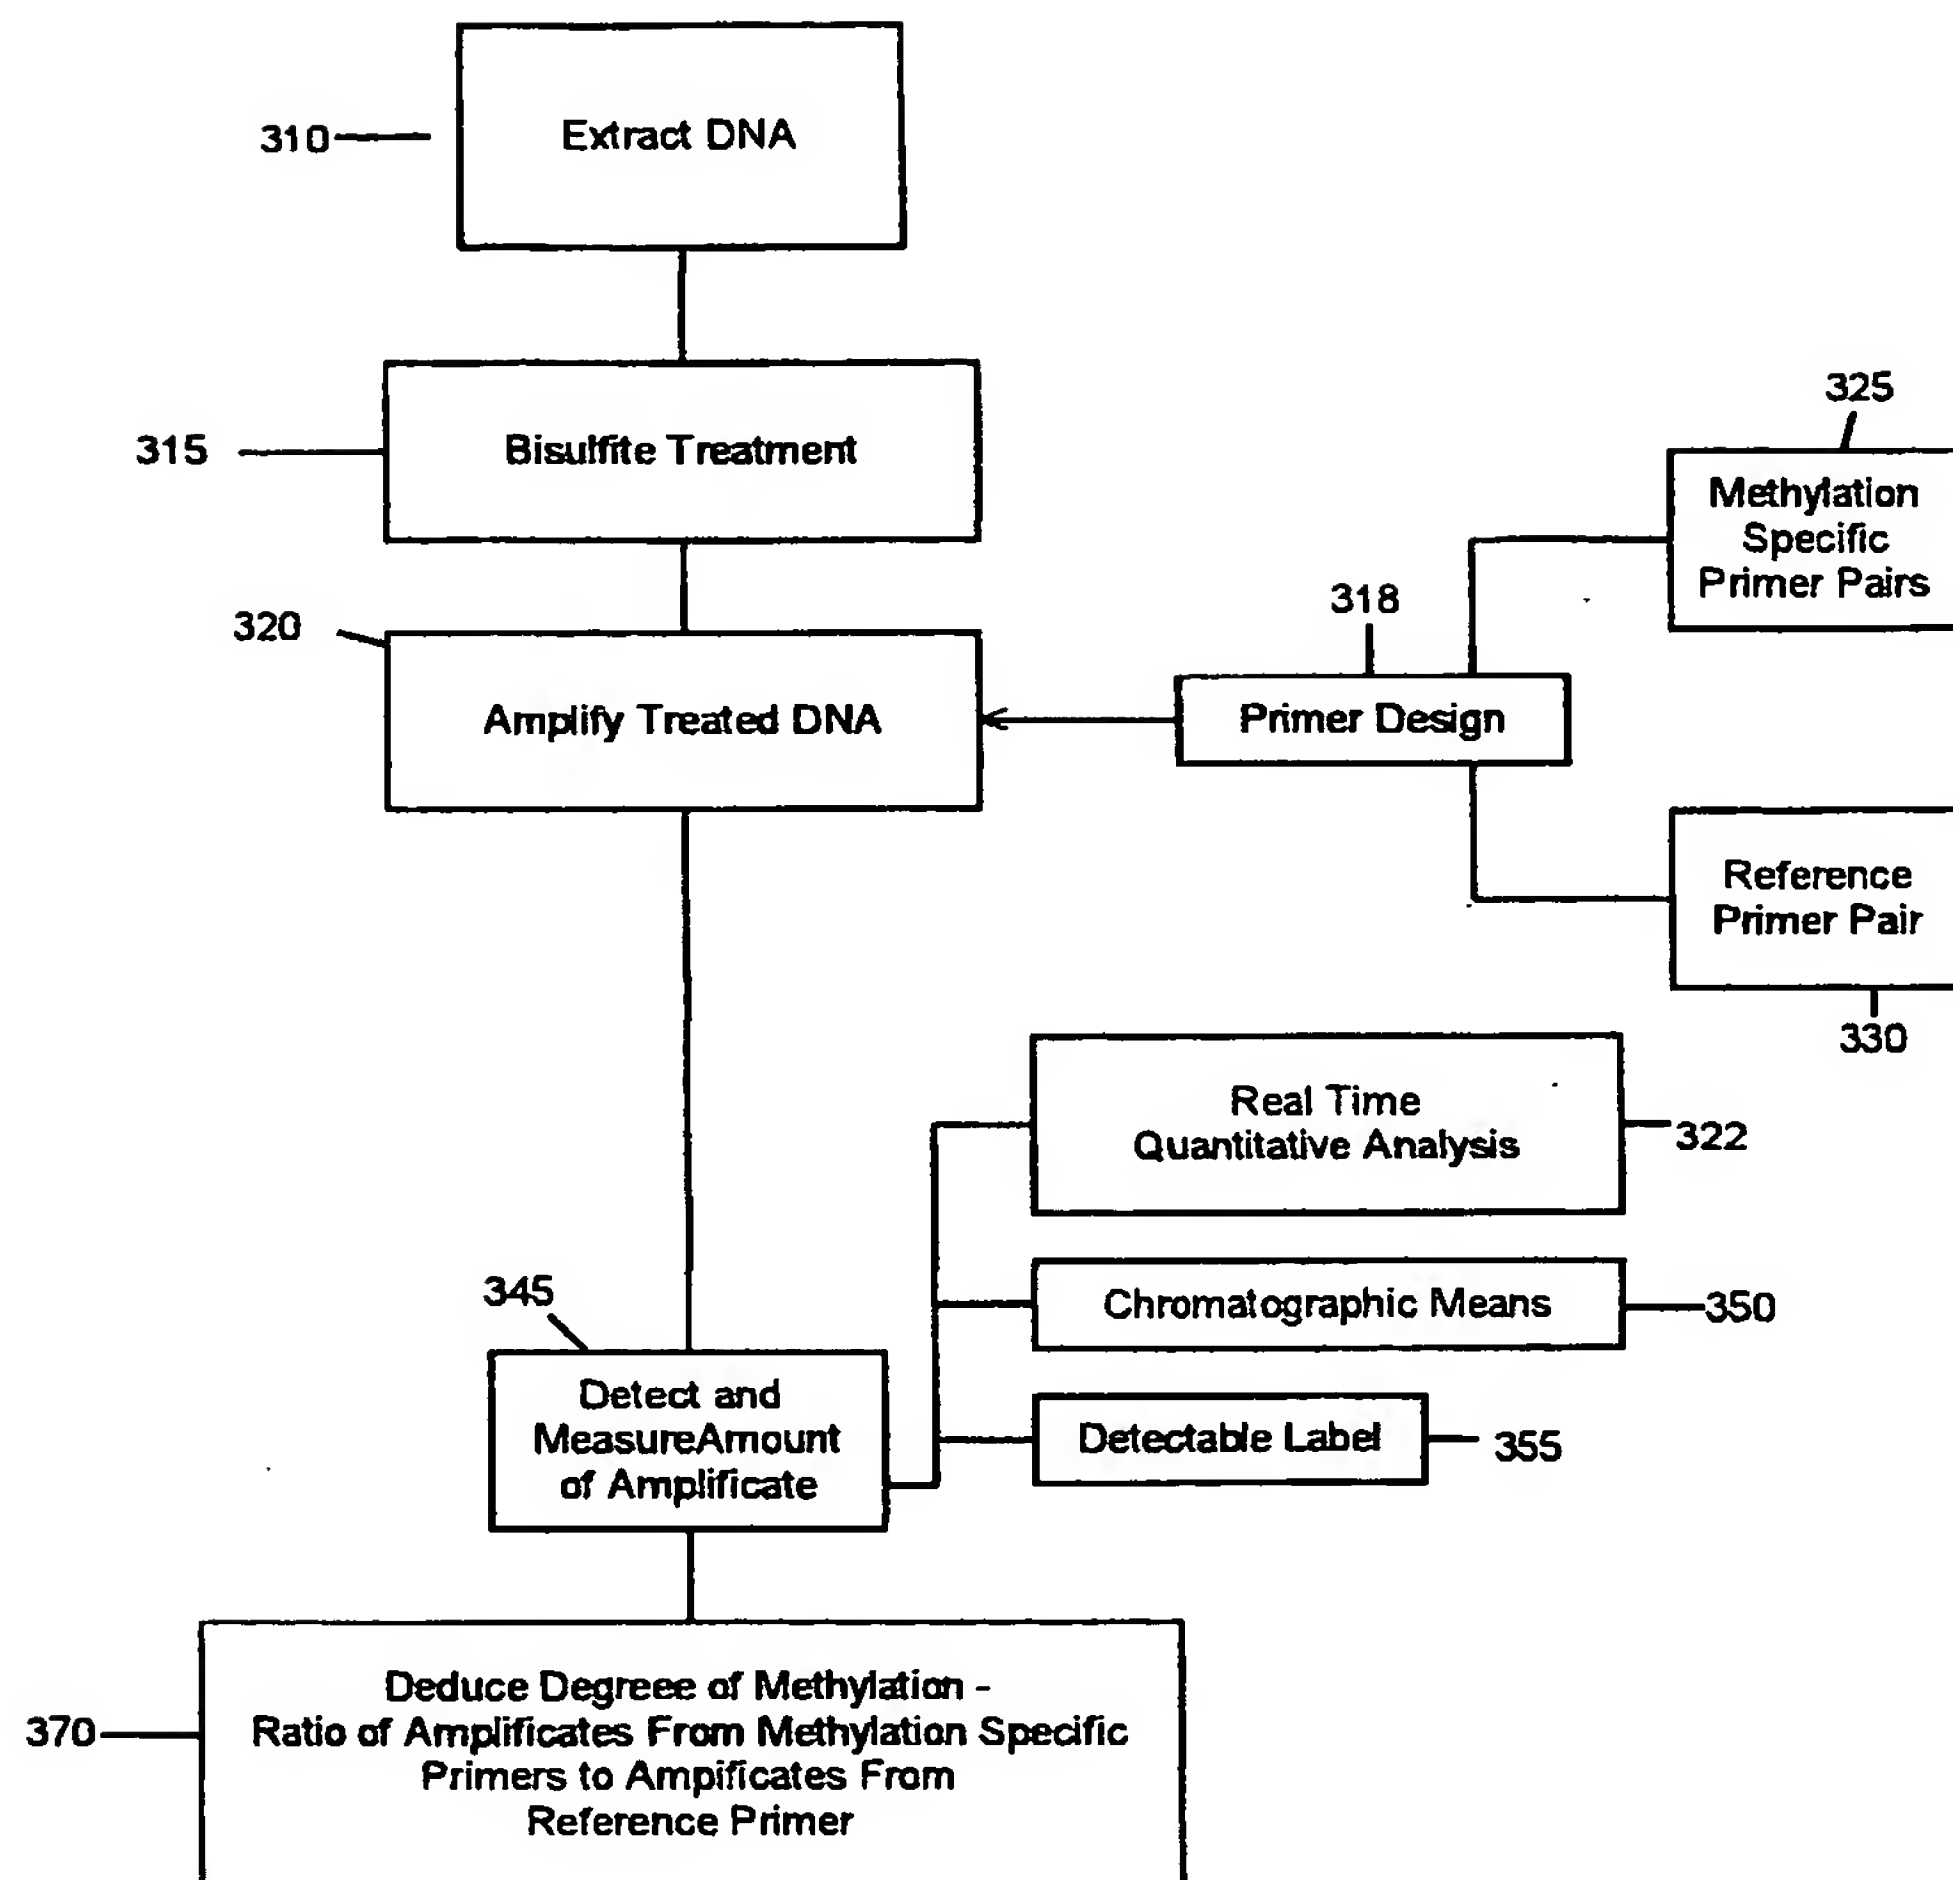 310
Extract DNA
315
Bisulfite Treatment
325
Methylation
Specific
Primer Pairs
318
320
Amplify Treated DNA
Primer Design
Reference
Primer Pair
330
Real Time
Quantitative Analysis
322
Chromatographic Means
350
345
Detect and
MeasureAmount
of Amplificate
Detectable Label
355
370
Deduce Degreee of Methylation -
Ratio of Amplificates From Methylation Specific
Primers to Ampificates From
Reference Primer